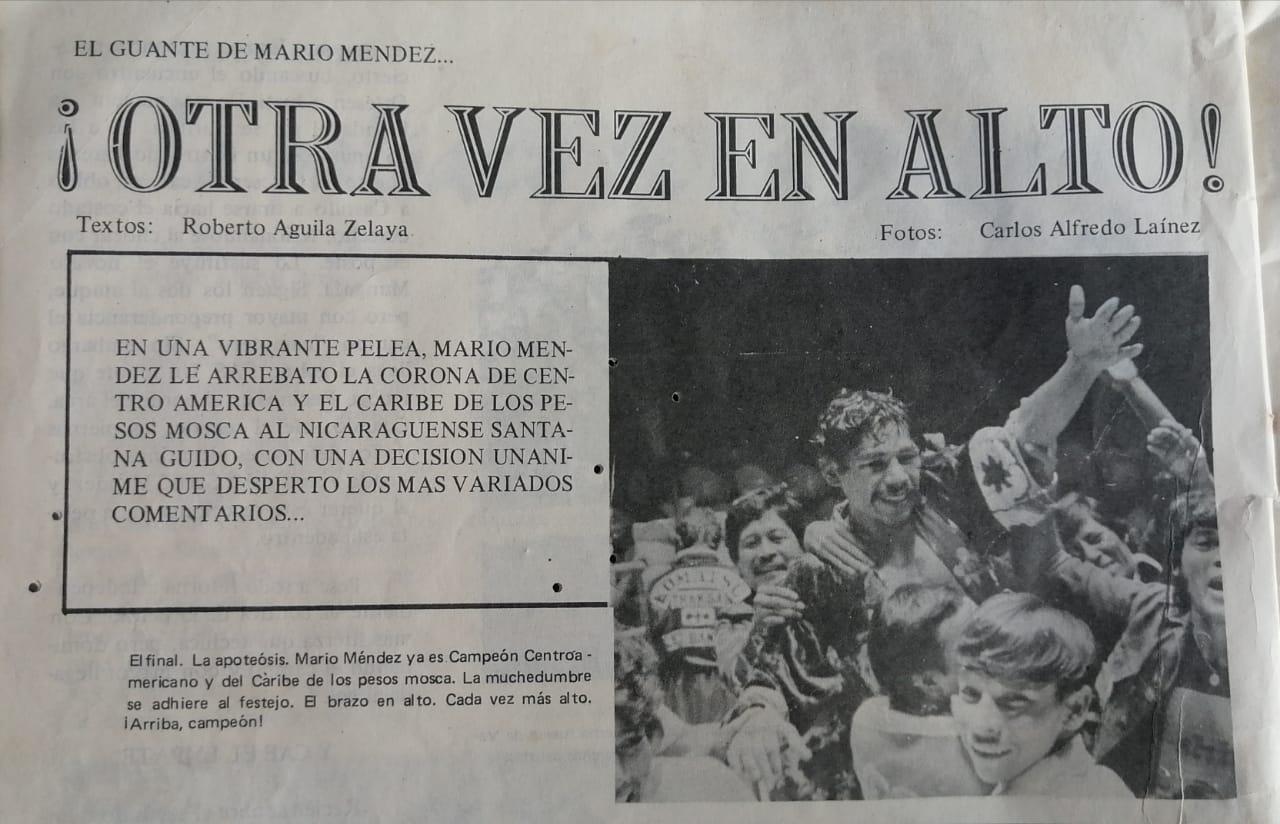 EL GUANTE DE MARIO MENDEZ...
¡OTRA VEZ EN ALTO!
Textos: Roberto Aguila Zelaya
Fotos: Carlos Alfredo Laínez
EN UNA VIBRANTE PELEA, MARIO MEN-
DEZ LE ARREBATO LA CORONA DE CEN-
TRO AMERICA Y EL CARIBE DE LOS PE-
SOS MOSCA AL NICARAGUENSE SANTA-
NA GUIDO, CON UNA DECISION UNANI-
ME QUE DESPERTO LOS MAS VARIADOS
COMENTARIOS...
El final. La apoteósis. Mario Méndez ya es Campeón Centroa-
mericano y del Caribe de los pesos mosca. La muchedumbre
se adhiere al festejo. El brazo en alto. Cada vez más alto.
¡Arriba, campeón!